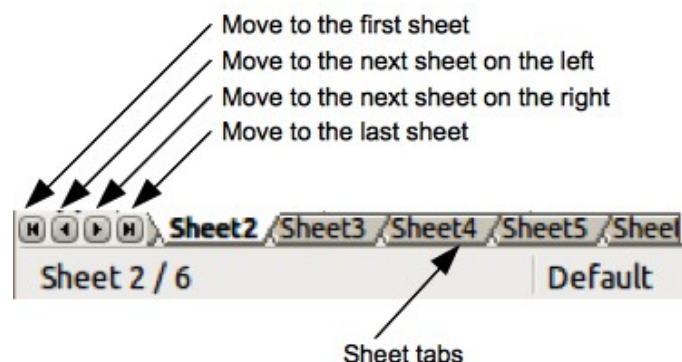 Move to the first sheet
Move to the next sheet on the left
Move to the next sheet on the right
Move to the last sheet
Sheet2 Sheet3 Sheet4 Sheet5 Sheet
Sheet 2 / 6 Default
Sheet tabs